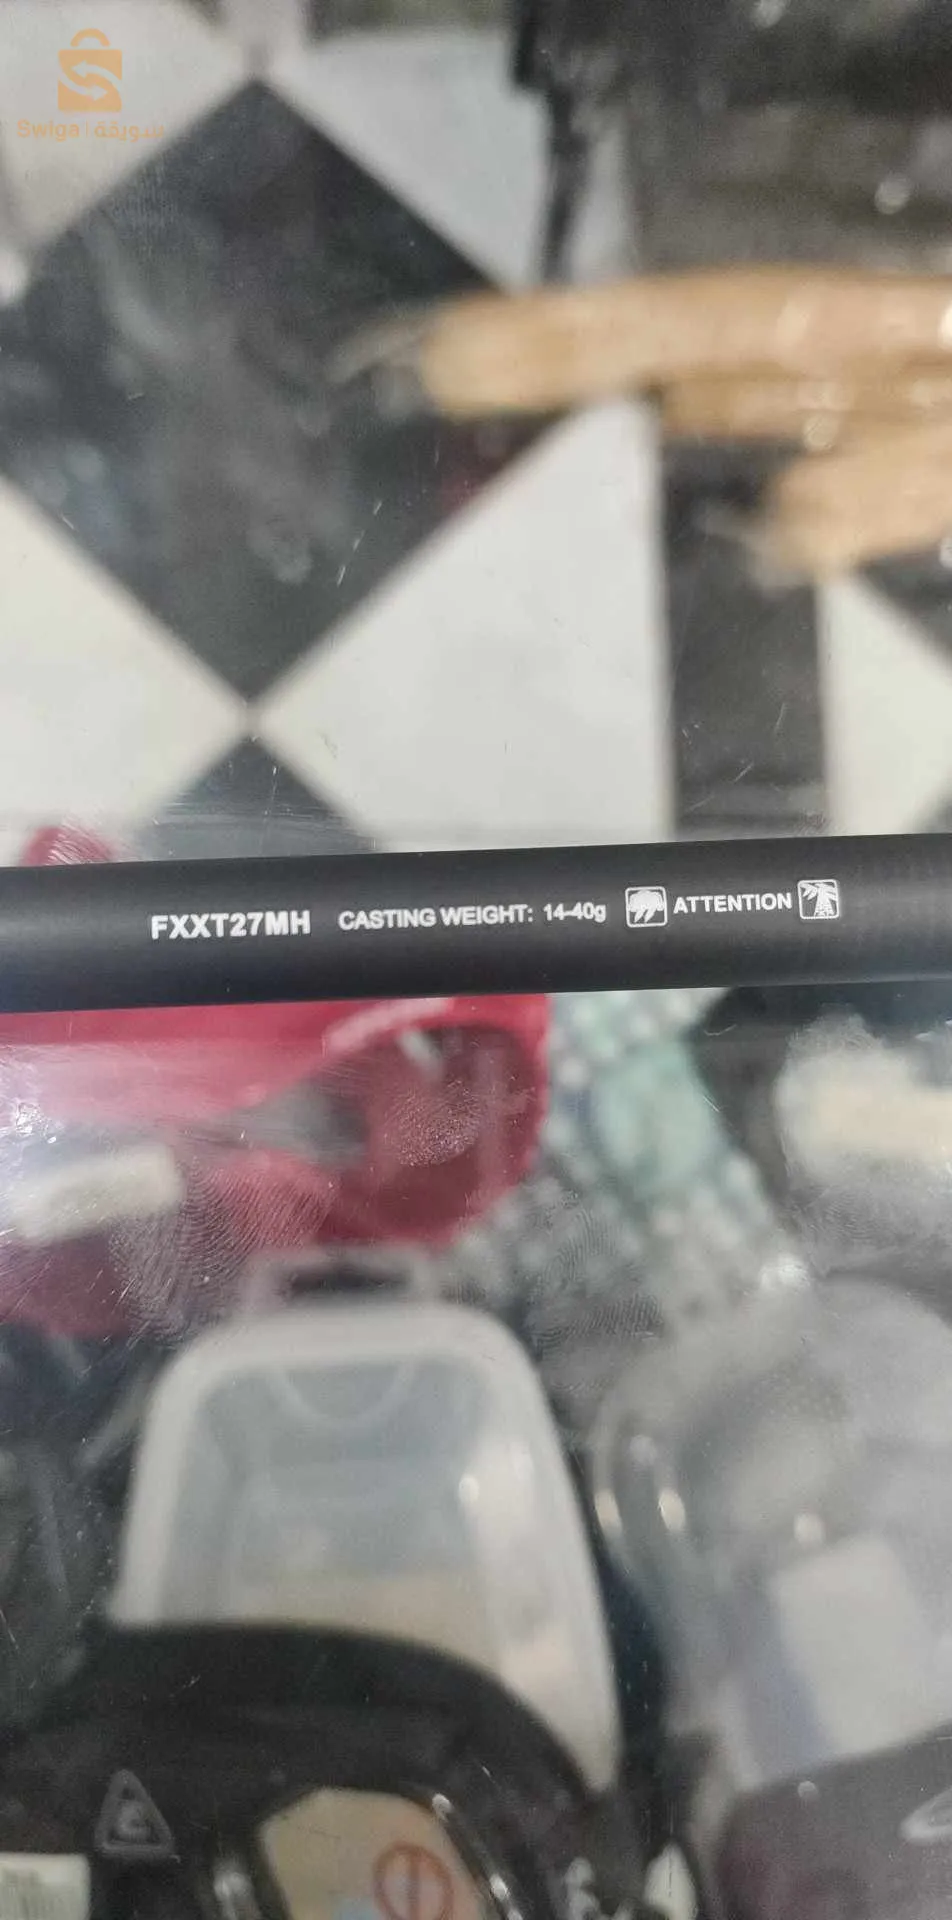 Swiga | سويقة
FXXT27MH CASTING WEIGHT: 14-40g ATTENTION